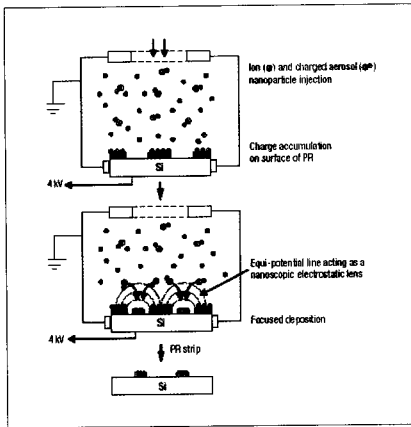 Ion (⊕) and charged aerosol (⊕●)
nanoparticle injection
Charge accumulation
on surface of PR
Si
4 kV
Equi-potential line acting as a
nanoscopic electrostatic lens
Si
Focused deposition
4 kV
PR strip
Si